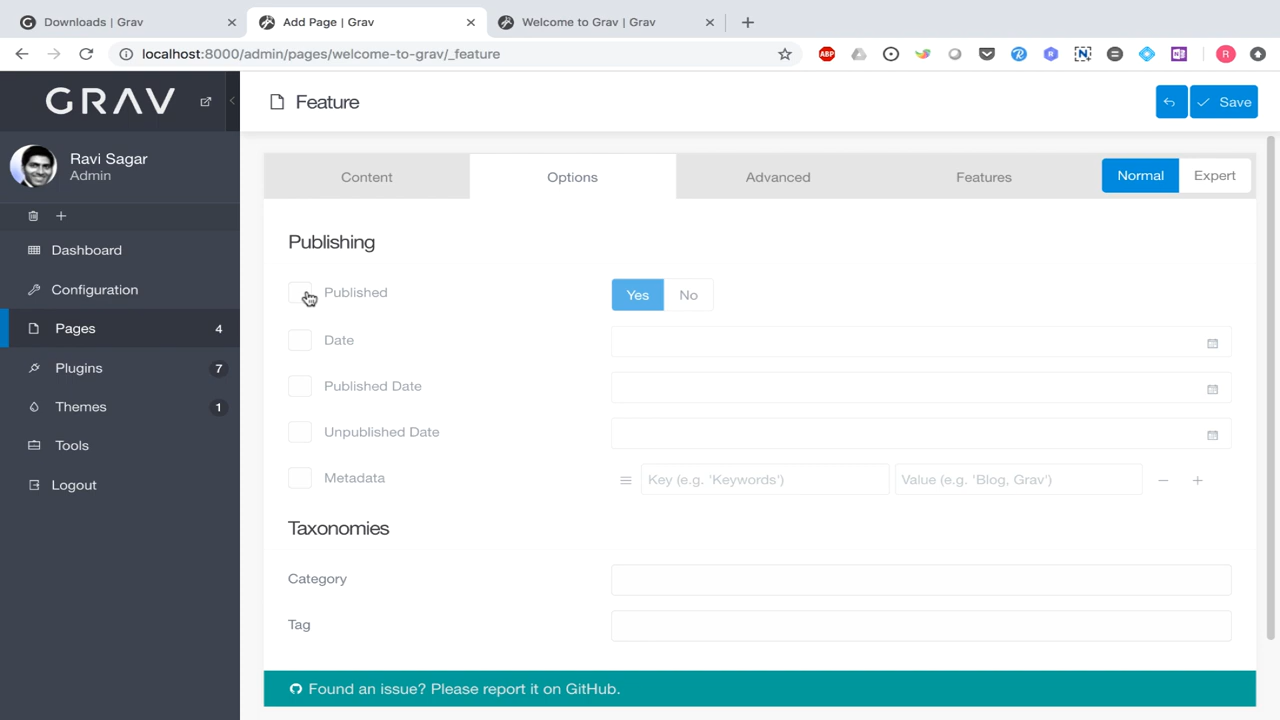 Downloads | Grav
Add Page | Grav
Welcome to Grav | Grav
localhost:8000/admin/pages/welcome-to-grav/_feature
ABP
R
GRAV
Feature
Save
Ravi Sagar
Admin
Content
Options
Advanced
Features
Normal
Expert
Dashboard
Configuration
Pages 4
Plugins 7
Themes 1
Tools
Logout
Publishing
Published
Yes
No
Date
Published Date
Unpublished Date
Metadata
Key (e.g. 'Keywords')
Value (e.g. 'Blog, Grav')
Taxonomies
Category
Tag
Found an issue? Please report it on GitHub.